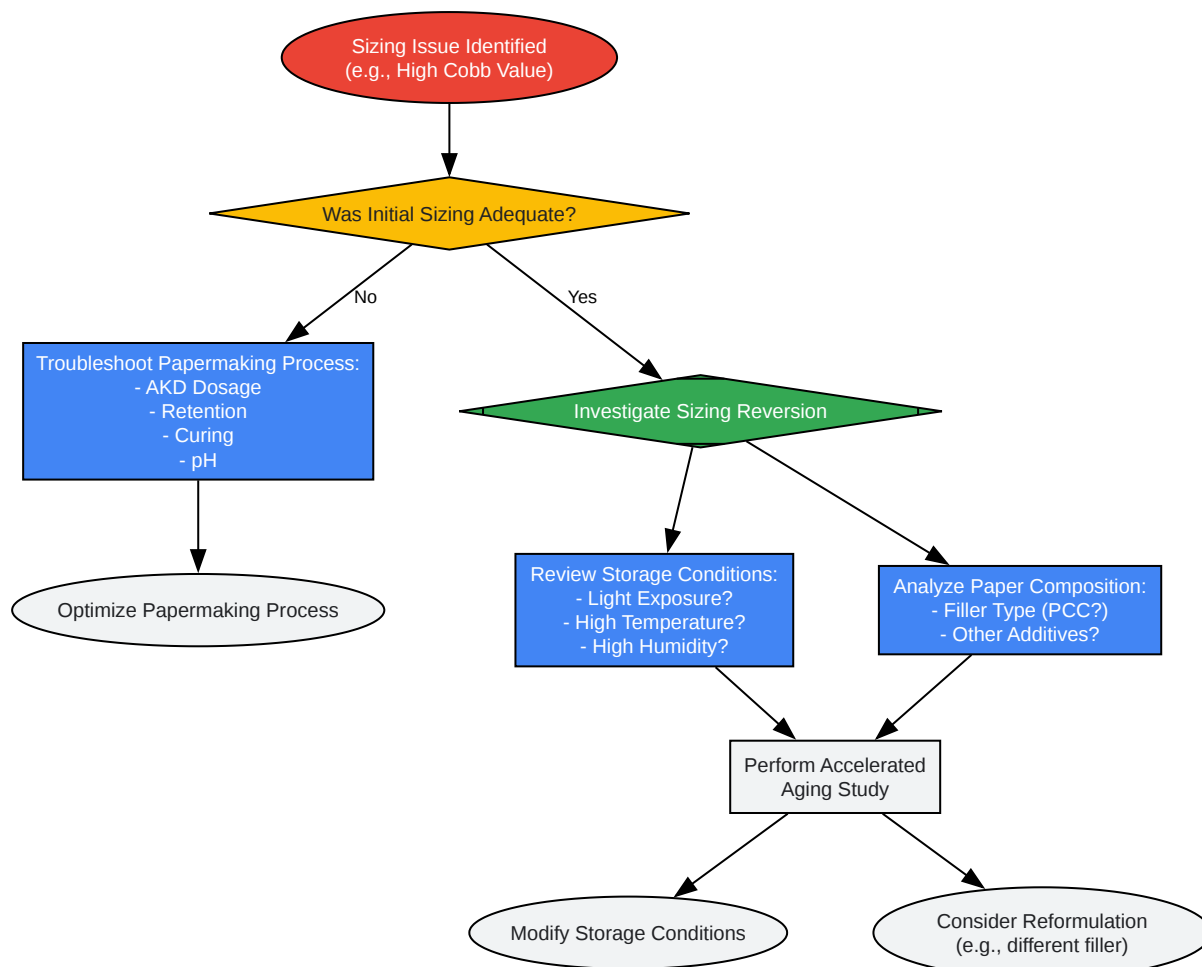 Sizing Issue Identified
(e.g., High Cobb Value)
Was Initial Sizing Adequate?
No
Yes
Troubleshoot Papermaking Process:
- AKD Dosage
- Retention
- Curing
- pH
Investigate Sizing Reversion
Optimize Papermaking Process
Review Storage Conditions:
- Light Exposure?
- High Temperature?
- High Humidity?
Analyze Paper Composition:
- Filler Type (PCC?)
- Other Additives?
Perform Accelerated
Aging Study
Modify Storage Conditions
Consider Reformulation
(e.g., different filler)